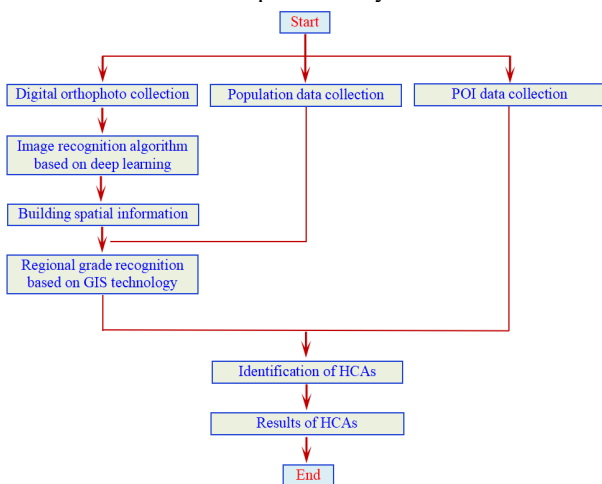 Start
Digital orthophoto collection
Population data collection
POI data collection
Image recognition algorithm
based on deep learning
Building spatial information
Regional grade recognition
based on GIS technology
Identification of HCAs
Results of HCAs
End